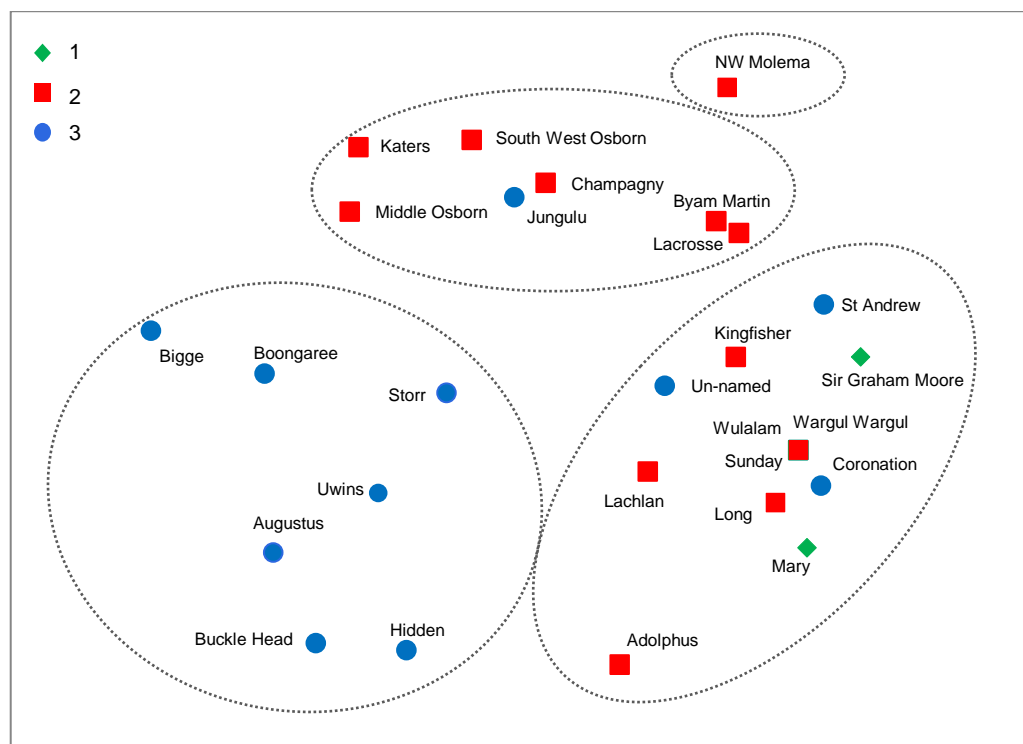 1
2
3
NW Molema
Katers
South West Osborn
Champagny
Middle Osborn
Jungulu
Byam Martin
Lacrosse
St Andrew
Kingfisher
Bigge
Boongaree
Sir Graham Moore
Storr
Un-named
Wulalam
Wargul Wargul
Sunday
Coronation
Uwins
Lachlan
Long
Augustus
Mary
Buckle Head
Hidden
Adolphus